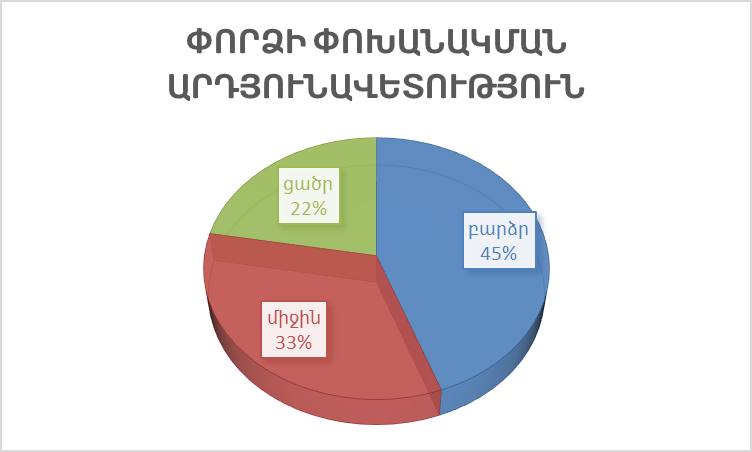 ՓՈՐՁԻ ՓՈԽԱՆԱԿՄԱՆ
ԱՐԴՅՈՒՆԱՎԵՏՈՒԹՅՈՒՆ
ցածր
22%
բարձր
45%
միջին
33%